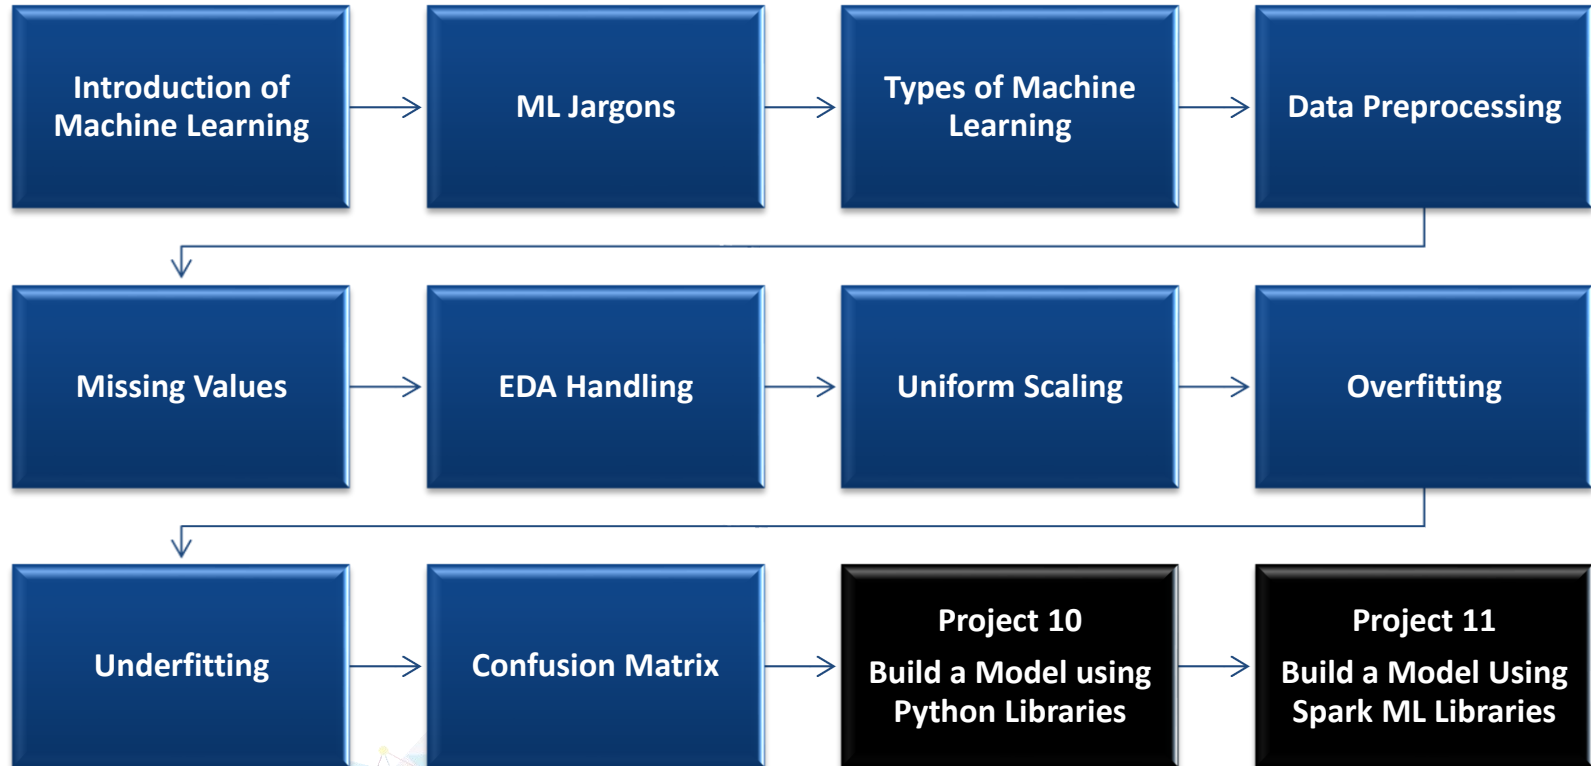 Introduction of
Machine Learning
ML Jargons
Types of Machine
Learning
Data Preprocessing
Missing Values
EDA Handling
Uniform Scaling
Overfitting
Underfitting
Confusion Matrix
Project 10
Build a Model using
Python Libraries
Project 11
Build a Model Using
Spark ML Libraries